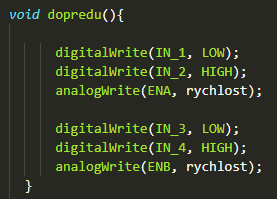 void dopredu(){
digitalWrite(IN_1, LOW);
digitalWrite(IN_2, HIGH);
analogWrite(ENA, rychlost);
digitalWrite(IN_3, LOW);
digitalWrite(IN_4, HIGH);
analogWrite(ENB, rychlost);
}